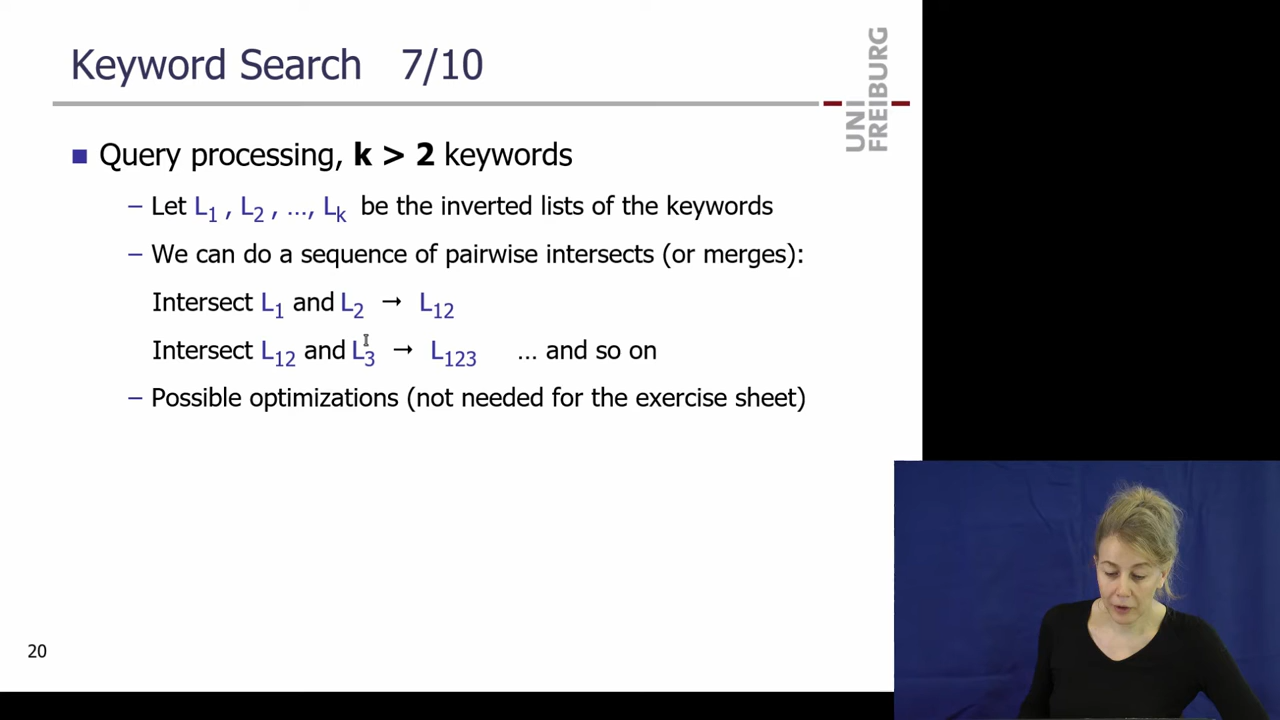 Keyword Search 7/10
UNI
FREIBURG
■ Query processing, k > 2 keywords
– Let L1 , L2 , …, Lk be the inverted lists of the keywords
– We can do a sequence of pairwise intersects (or merges):
Intersect L1 and L2 → L12
Intersect L12 and L3 → L123 … and so on
– Possible optimizations (not needed for the exercise sheet)
20